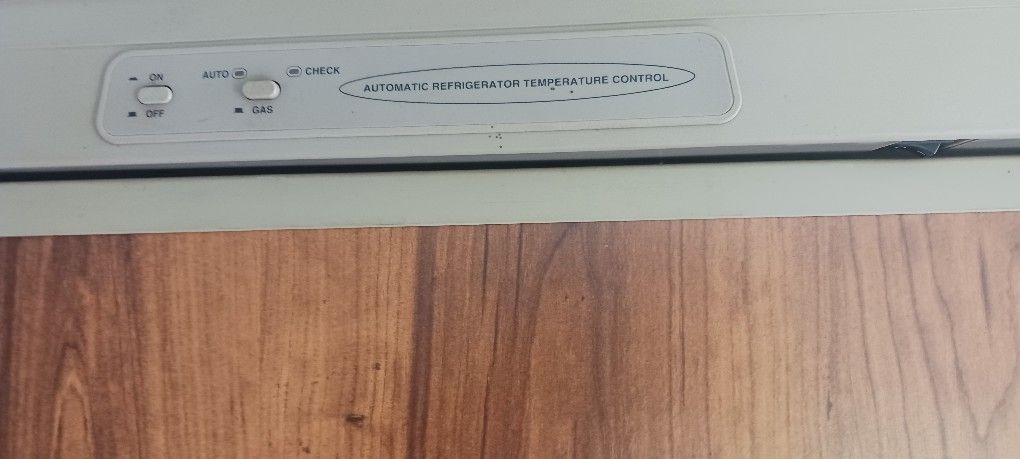 ON
OFF
AUTO
CHECK
GAS
AUTOMATIC REFRIGERATOR TEMPERATURE CONTROL